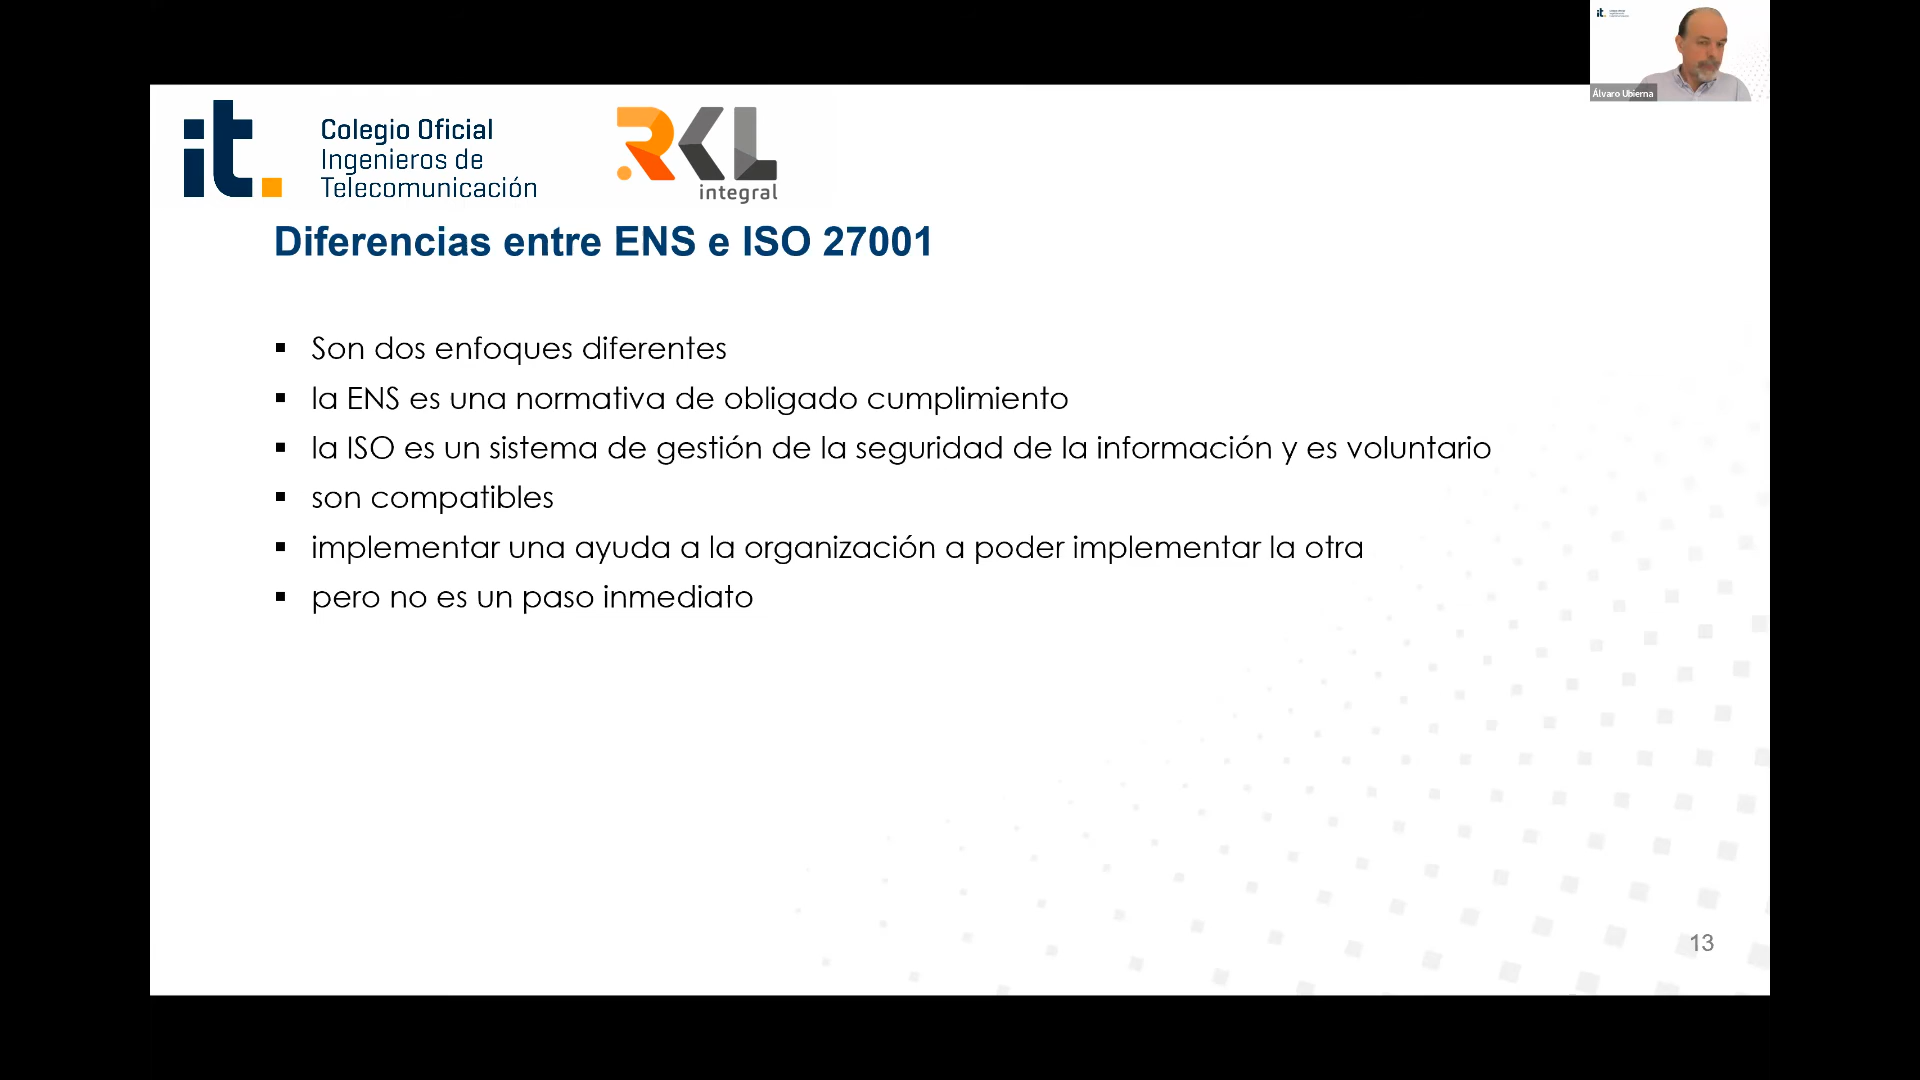 it.
Colegio Oficial
Ingenieros de
Telecomunicación
RKL
integral
it.
Álvaro Ubierna
Diferencias entre ENS e ISO 27001
▪ Son dos enfoques diferentes
▪ la ENS es una normativa de obligado cumplimiento
▪ la ISO es un sistema de gestión de la seguridad de la información y es voluntario
▪ son compatibles
▪ implementar una ayuda a la organización a poder implementar la otra
▪ pero no es un paso inmediato
13